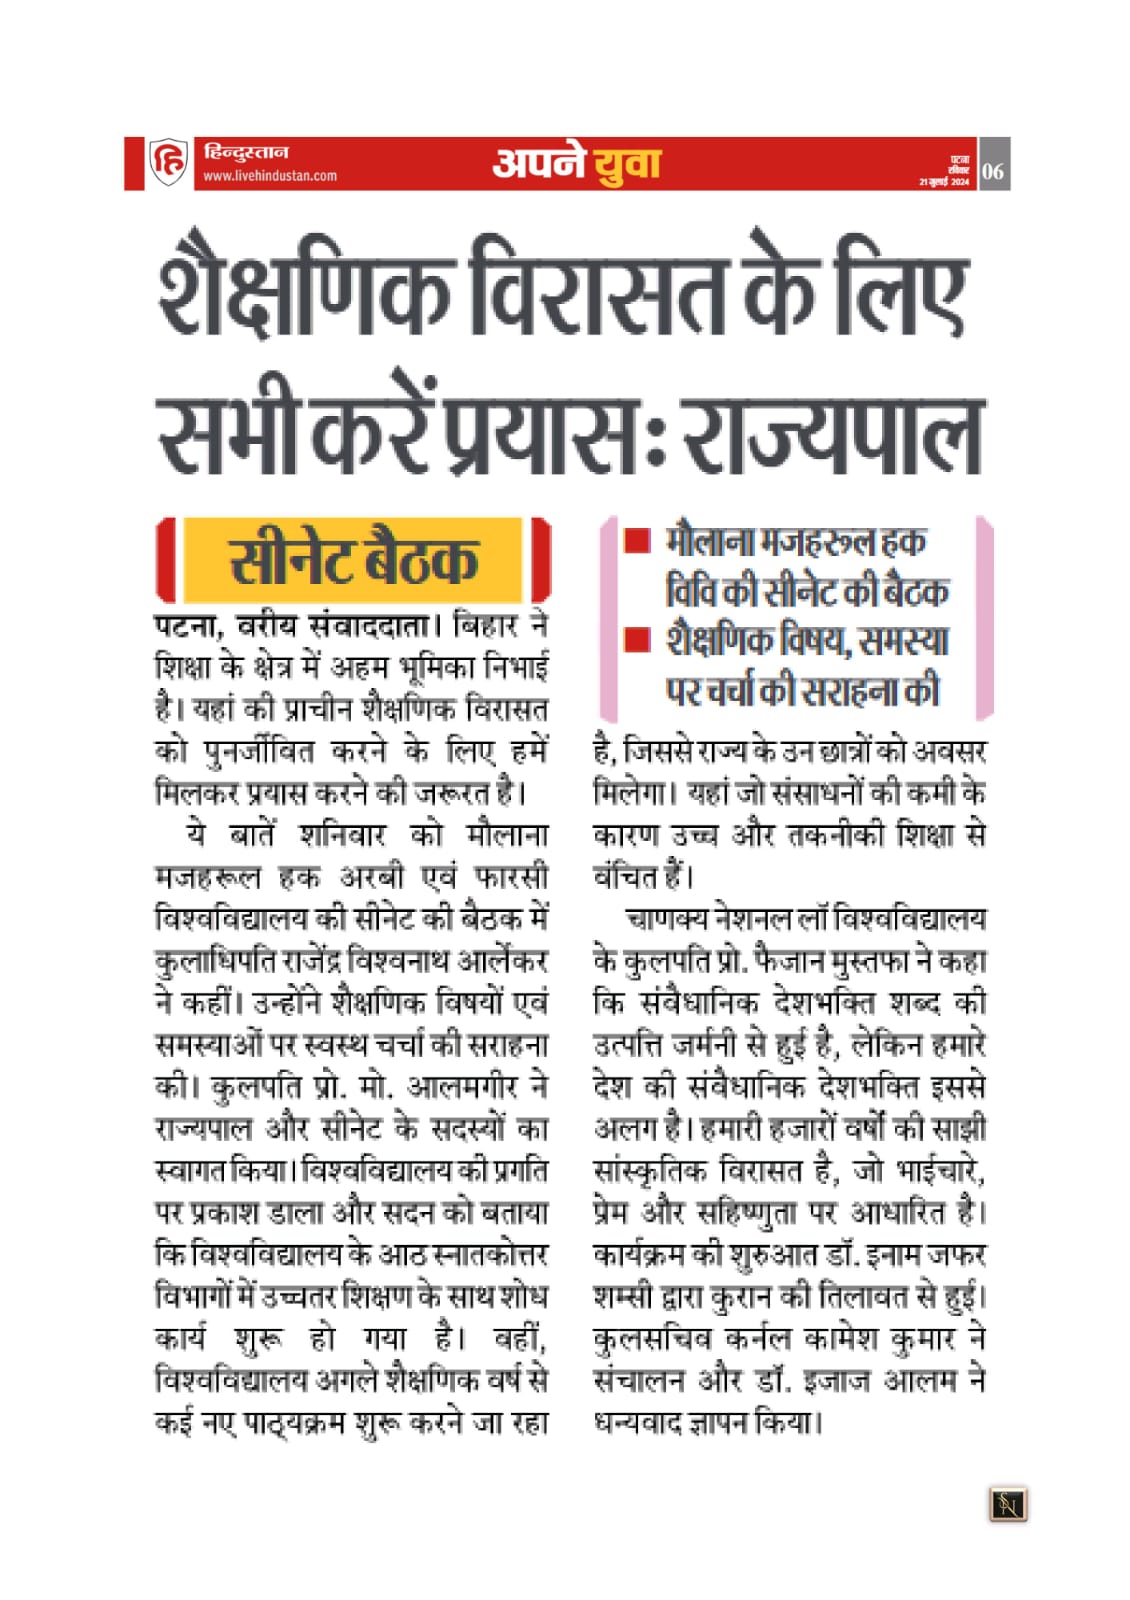 हि
हिन्दुस्तान
www.livehindustan.com
अपने युवा
पटना
रविवार
21 जुलाई 2024
06
शैक्षणिक विरासत के लिए
सभी करें प्रयास: राज्यपाल
सीनेट बैठक
पटना, वरीय संवाददाता। बिहार ने
शिक्षा के क्षेत्र में अहम भूमिका निभाई
है। यहां की प्राचीन शैक्षणिक विरासत
को पुनर्जीवित करने के लिए हमें
मिलकर प्रयास करने की जरूरत है।
ये बातें शनिवार को मौलाना
मजहरूल हक अरबी एवं फारसी
विश्वविद्यालय की सीनेट की बैठक में
कुलाधिपति राजेंद्र विश्वनाथ आर्लेकर
ने कहीं। उन्होंने शैक्षणिक विषयों एवं
समस्याओं पर स्वस्थ चर्चा की सराहना
की। कुलपति प्रो. मो. आलमगीर ने
राज्यपाल और सीनेट के सदस्यों का
स्वागत किया। विश्वविद्यालय की प्रगति
पर प्रकाश डाला और सदन को बताया
कि विश्वविद्यालय के आठ स्नातकोत्तर
विभागों में उच्चतर शिक्षण के साथ शोध
कार्य शुरू हो गया है। वहीं,
विश्वविद्यालय अगले शैक्षणिक वर्ष से
कई नए पाठ्यक्रम शुरू करने जा रहा
मौलाना मजहरूल हक
विवि की सीनेट की बैठक
शैक्षणिक विषय, समस्या
पर चर्चा की सराहना की
है, जिससे राज्य के उन छात्रों को अवसर
मिलेगा। यहां जो संसाधनों की कमी के
कारण उच्च और तकनीकी शिक्षा से
वंचित हैं।
चाणक्य नेशनल लॉ विश्वविद्यालय
के कुलपति प्रो. फैजान मुस्तफा ने कहा
कि संवैधानिक देशभक्ति शब्द की
उत्पत्ति जर्मनी से हुई है, लेकिन हमारे
देश की संवैधानिक देशभक्ति इससे
अलग है। हमारी हजारों वर्षों की साझी
सांस्कृतिक विरासत है, जो भाईचारे,
प्रेम और सहिष्णुता पर आधारित है।
कार्यक्रम की शुरुआत डॉ. इनाम जफर
शम्सी द्वारा कुरान की तिलावत से हुई।
कुलसचिव कर्नल कामेश कुमार ने
संचालन और डॉ. इजाज आलम ने
धन्यवाद ज्ञापन किया।
SN